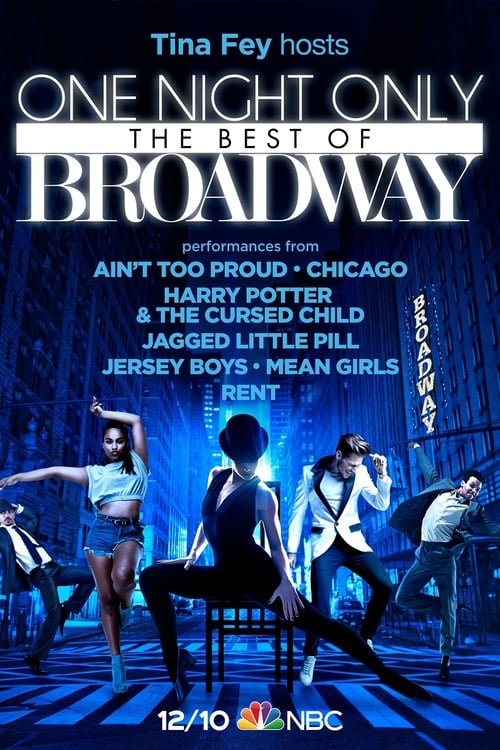 Tina Fey hosts
ONE NIGHT ONLY
THE BEST OF
BROADWAY
performances from
AIN'T TOO PROUD • CHICAGO
HARRY POTTER
& THE CURSED CHILD
JAGGED LITTLE PILL
JERSEY BOYS • MEAN GIRLS
RENT
BROADWAY
12/10 NBC